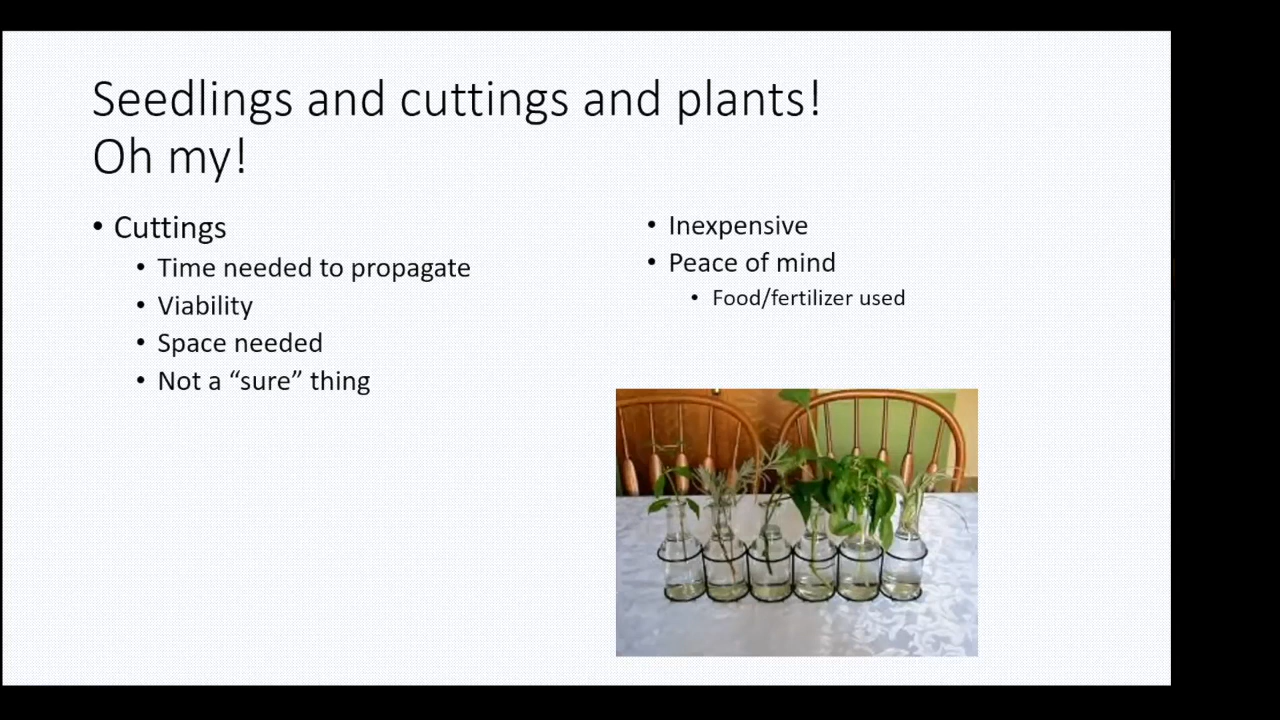 Seedlings and cuttings and plants!
Oh my!
• Cuttings
• Time needed to propagate
• Viability
• Space needed
• Not a “sure” thing
• Inexpensive
• Peace of mind
• Food/fertilizer used